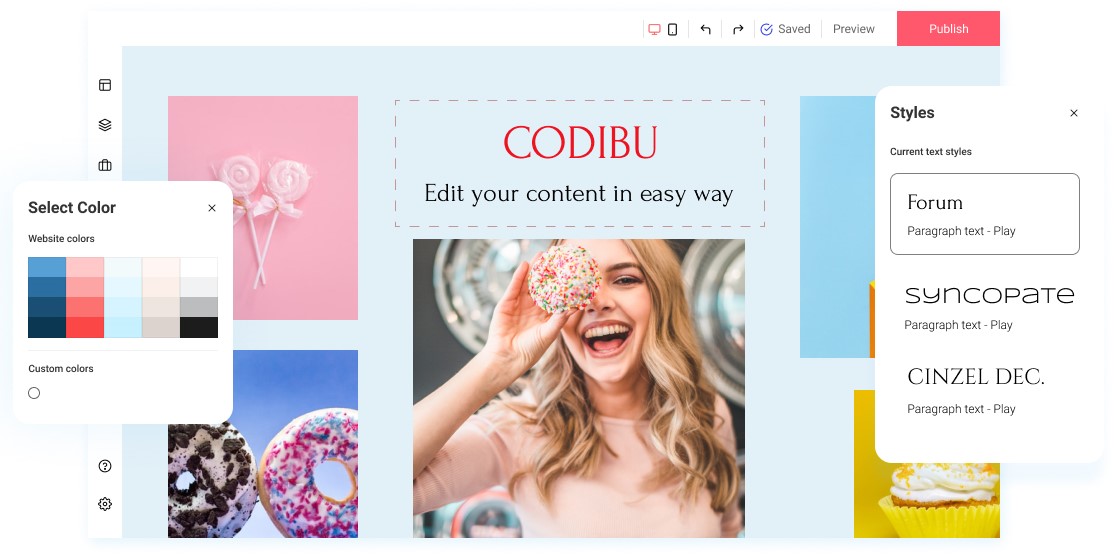 Saved
Preview
Publish
CODIBU
Edit your content in easy way
Select Color
Website colors
Custom colors
Styles
Current text styles
Forum
Paragraph text - Play
syncopate
Paragraph text - Play
CINZEL DEC.
Paragraph text - Play